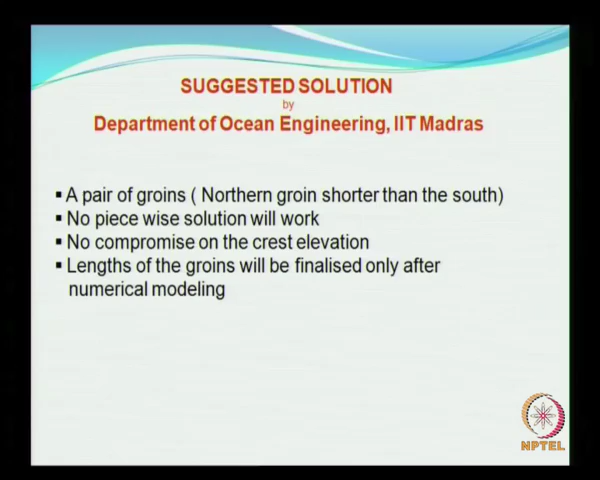 SUGGESTED SOLUTION
by
Department of Ocean Engineering, IIT Madras
▪ A pair of groins ( Northern groin shorter than the south)
▪ No piece wise solution will work
▪ No compromise on the crest elevation
▪ Lengths of the groins will be finalised only after
numerical modeling
NPTEL